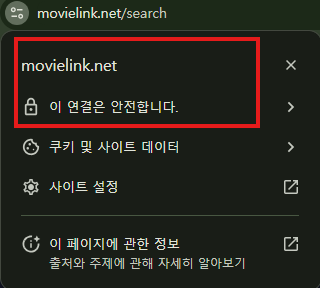 movielink.net/search
movielink.net
이 연결은 안전합니다.
쿠키 및 사이트 데이터
사이트 설정
이 페이지에 관한 정보
출처와 주제에 관해 자세히 알아보기